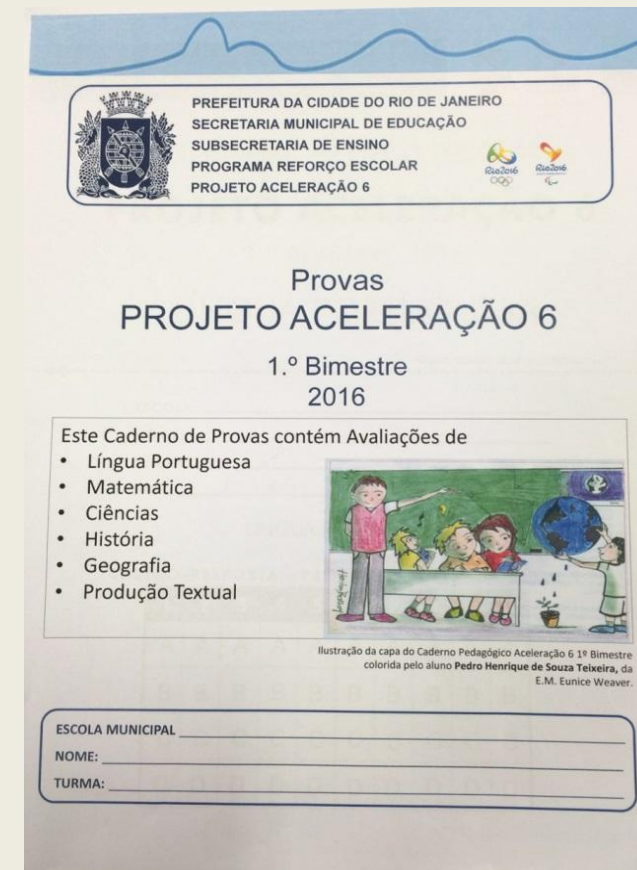 PREFEITURA DA CIDADE DO RIO DE JANEIRO
SECRETARIA MUNICIPAL DE EDUCAÇÃO
SUBSECRETARIA DE ENSINO
PROGRAMA REFORÇO ESCOLAR
PROJETO ACELERAÇÃO 6
Rio2016
Rio2016
Provas
PROJETO ACELERAÇÃO 6
1.º Bimestre
2016
Este Caderno de Provas contém Avaliações de
• Língua Portuguesa
• Matemática
• Ciências
• História
• Geografia
• Produção Textual
Ilustração da capa do Caderno Pedagógico Aceleração 6 1º Bimestre
colorida pelo aluno Pedro Henrique de Souza Teixeira, da
E.M. Eunice Weaver.
ESCOLA MUNICIPAL
NOME:
TURMA: